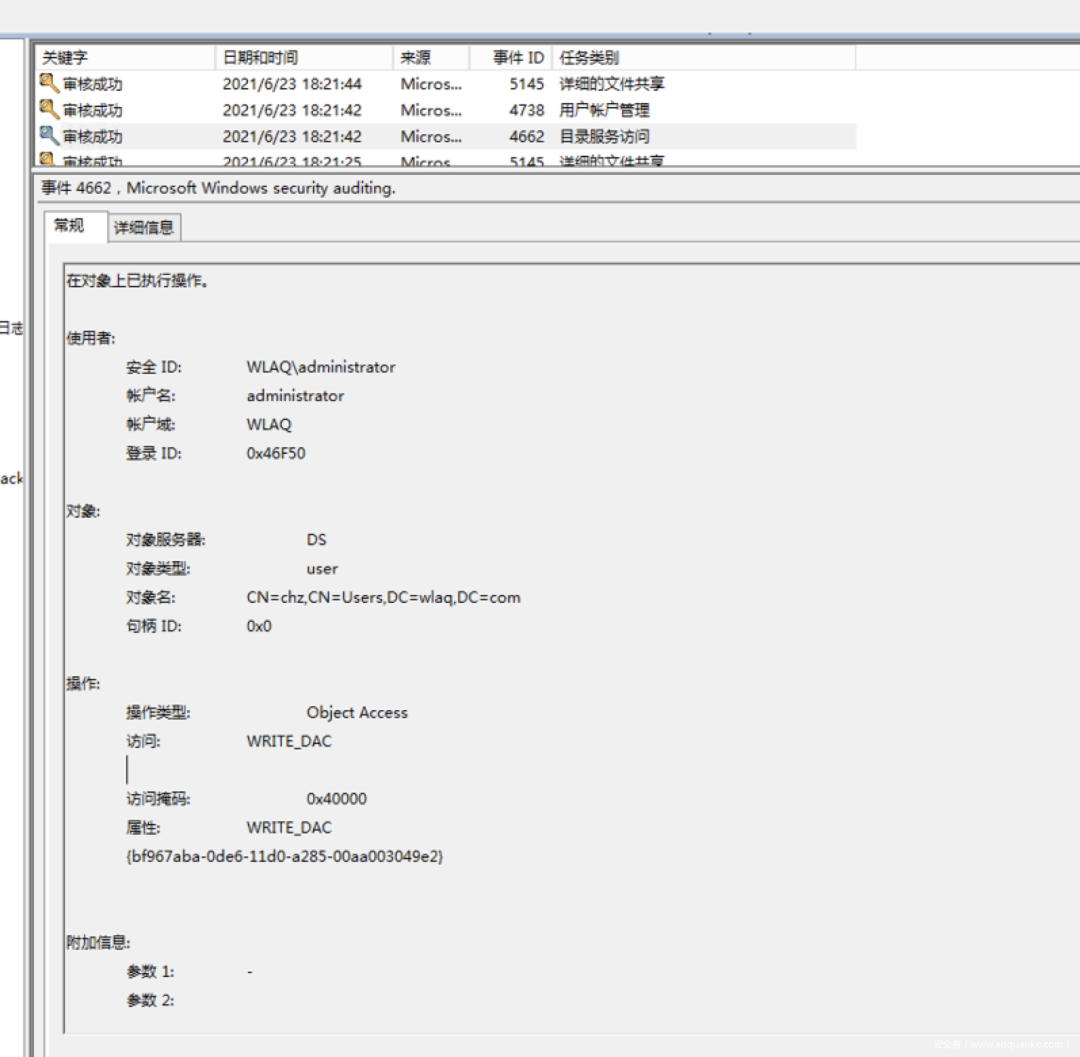 关键字 日期和时间 来源 事件 ID 任务类别
审核成功 2021/6/23 18:21:44 Micros... 5145 详细的文件共享
审核成功 2021/6/23 18:21:42 Micros... 4738 用户帐户管理
审核成功 2021/6/23 18:21:42 Micros... 4662 目录服务访问
审核成功 2021/6/23 18:21:25 Micros 5145 详细的文件共享
事件 4662，Microsoft Windows security auditing.
常规 详细信息
在对象上已执行操作。
日志
使用者:
安全 ID: WLAQ\administrator
帐户名: administrator
帐户域: WLAQ
登录 ID: 0x46F50
ack
对象:
对象服务器: DS
对象类型: user
对象名: CN=chz,CN=Users,DC=wlaq,DC=com
句柄 ID: 0x0
操作:
操作类型: Object Access
访问: WRITE_DAC
访问掩码: 0x40000
属性: WRITE_DAC
{bf967aba-0de6-11d0-a285-00aa003049e2}
附加信息:
参数 1: -
参数 2:
安全客 ( www.anquanke.com )